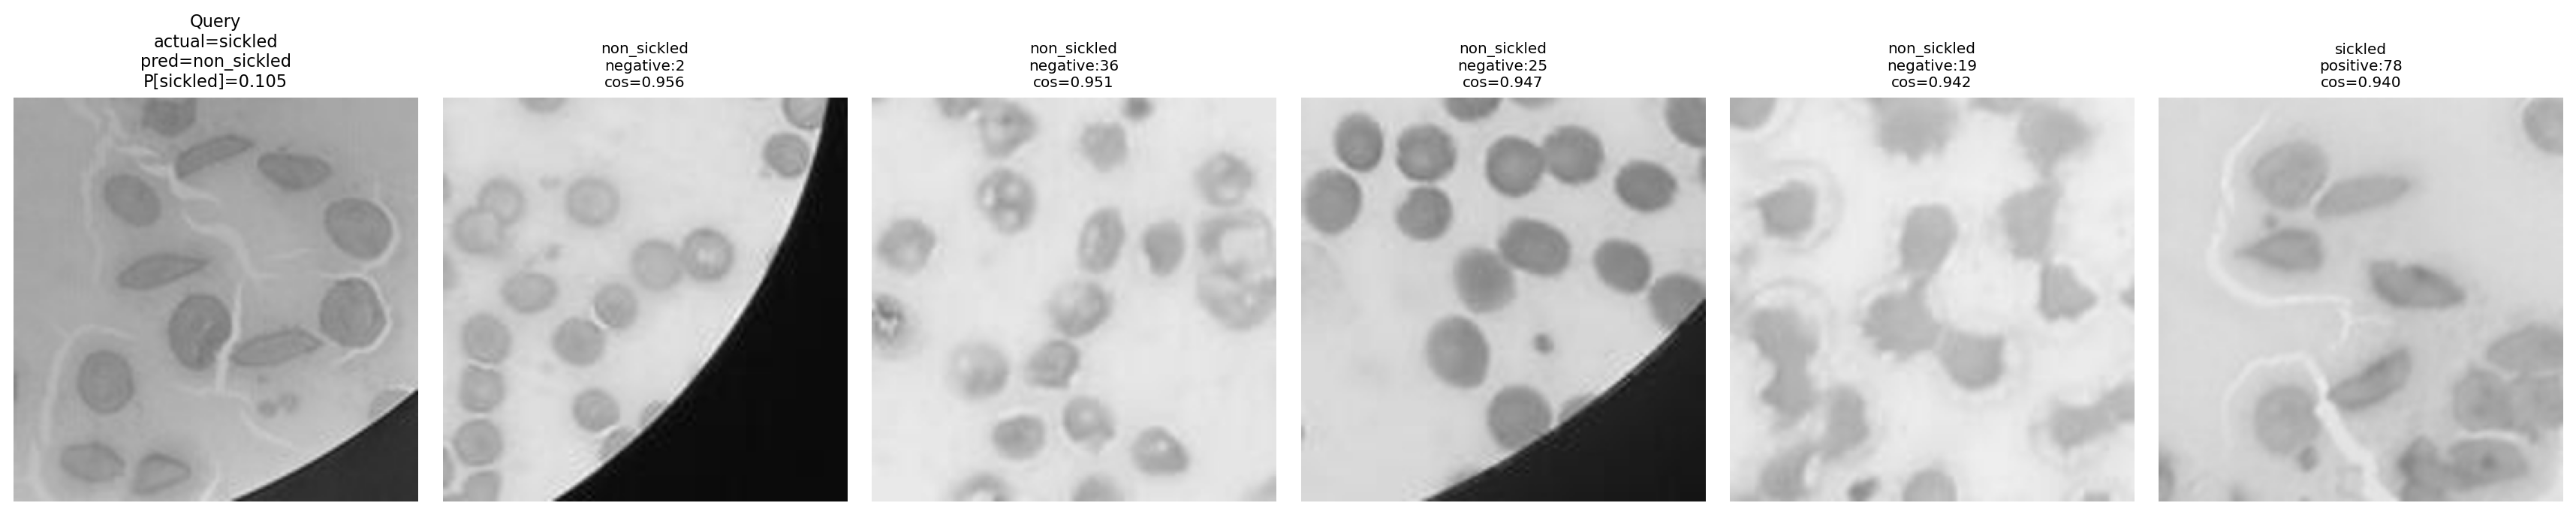 Query
actual=sickled
pred=non_sickled
P[sickled]=0.105
non_sickled
negative:2
cos=0.956
non_sickled
negative:36
cos=0.951
non_sickled
negative:25
cos=0.947
non_sickled
negative:19
cos=0.942
sickled
positive:78
cos=0.940